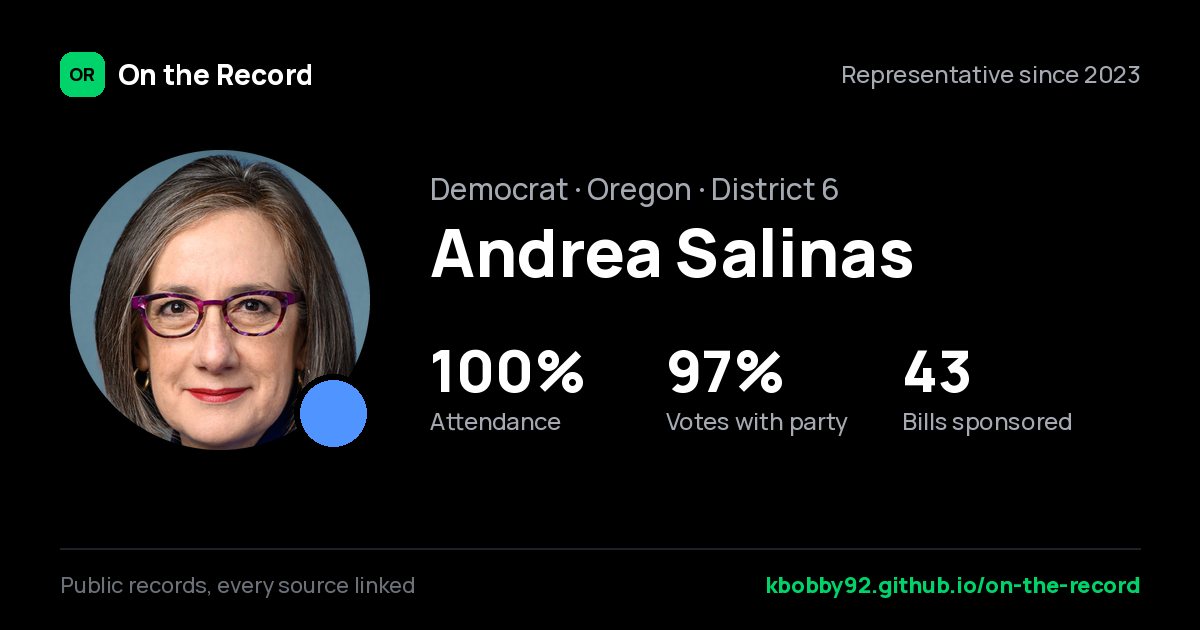 OR On the Record
Representative since 2023
Democrat · Oregon · District 6
Andrea Salinas
100% 97% 43
Attendance Votes with party Bills sponsored
Public records, every source linked
kbobby92.github.io/on-the-record